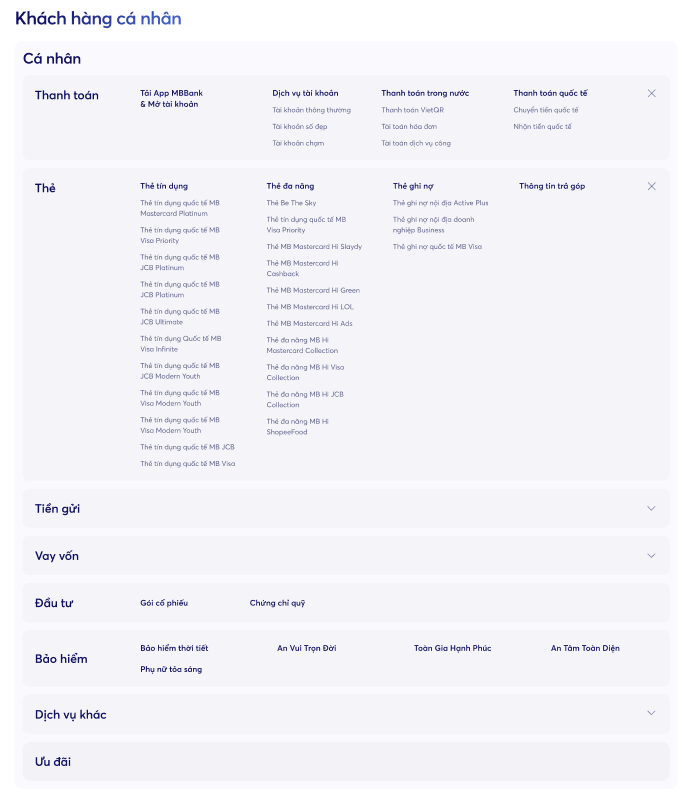 Khách hàng cá nhân
Cá nhân
Thanh toán
Tải App MBBank
& Mở tài khoản
Dịch vụ tài khoản
Tài khoản thông thường
Tài khoản số đẹp
Tài khoản chạm
Thanh toán trong nước
Thanh toán VietQR
Tài toán hóa đơn
Tài toán dịch vụ công
Thanh toán quốc tế
Chuyển tiền quốc tế
Nhận tiền quốc tế
Thẻ
Thẻ tín dụng
Thẻ tín dụng quốc tế MB
Mastercard Platinum
Thẻ tín dụng quốc tế MB
Visa Priority
Thẻ tín dụng quốc tế MB
JCB Platinum
Thẻ tín dụng quốc tế MB
JCB Platinum
Thẻ tín dụng quốc tế MB
JCB Ultimate
Thẻ tín dụng Quốc tế MB
Visa Infinite
Thẻ tín dụng quốc tế MB
JCB Modern Youth
Thẻ tín dụng quốc tế MB
Visa Modern Youth
Thẻ tín dụng quốc tế MB
Visa Modern Youth
Thẻ tín dụng quốc tế MB JCB
Thẻ tín dụng quốc tế MB Visa
Thẻ đa năng
Thẻ Be The Sky
Thẻ tín dụng quốc tế MB
Visa Priority
Thẻ MB Mastercard Hi Slaydy
Thẻ MB Mastercard Hi
Cashback
Thẻ MB Mastercard Hi Green
Thẻ MB Mastercard Hi LOL
Thẻ MB Mastercard Hi Ads
Thẻ đa năng MB Hi
Mastercard Collection
Thẻ đa năng MB Hi Visa
Collection
Thẻ đa năng MB Hi JCB
Collection
Thẻ đa năng MB Hi
ShopeeFood
Thẻ ghi nợ
Thẻ ghi nợ nội địa Active Plus
Thẻ ghi nợ nội địa doanh
nghiệp Business
Thẻ ghi nợ quốc tế MB Visa
Thông tin trả góp
Tiền gửi
Vay vốn
Đầu tư
Gói cổ phiếu
Chứng chỉ quỹ
Bảo hiểm
Bảo hiểm thời tiết
An Vui Trọn Đời
Toàn Gia Hạnh Phúc
An Tâm Toàn Diện
Phụ nữ tỏa sáng
Dịch vụ khác
Ưu đãi